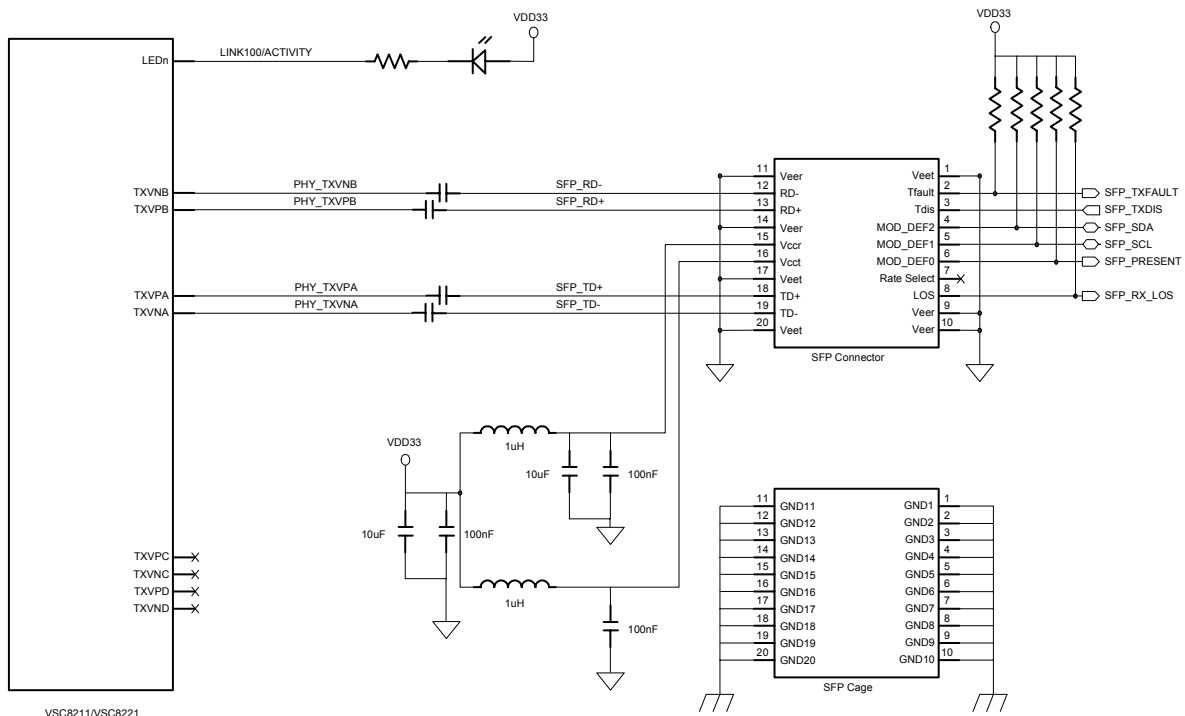 VDD33
VDD33
LEDn
LINK100/ACTIVITY
TXVNB
PHY_TXVNB
SFP_RD-
TXVPB
PHY_TXVPB
SFP_RD+
TXVPA
PHY_TXVPA
SFP_TD+
TXVNA
PHY_TXVNA
SFP_TD-
11 Veer
12 RD-
13 RD+
14 Veer
15 Vccr
16 Vcct
17 Veet
18 TD+
19 TD-
20 Veet
Veet 1
Tfault 2
Tdis 3
MOD_DEF2 4
MOD_DEF1 5
MOD_DEF0 6
Rate Select 7
LOS 8
Veer 9
Veer 10
SFP_TXFAULT
SFP_TXDIS
SFP_SDA
SFP_SCL
SFP_PRESENT
SFP_RX_LOS
SFP Connector
VDD33
1uH
10uF
100nF
10uF
100nF
1uH
100nF
TXVPC
TXVNC
TXVPD
TXVND
11 GND11
12 GND12
13 GND13
14 GND14
15 GND15
16 GND16
17 GND17
18 GND18
19 GND19
20 GND20
GND1 1
GND2 2
GND3 3
GND4 4
GND5 5
GND6 6
GND7 7
GND8 8
GND9 9
GND10 10
SFP Cage
VSC8211/VSC8221